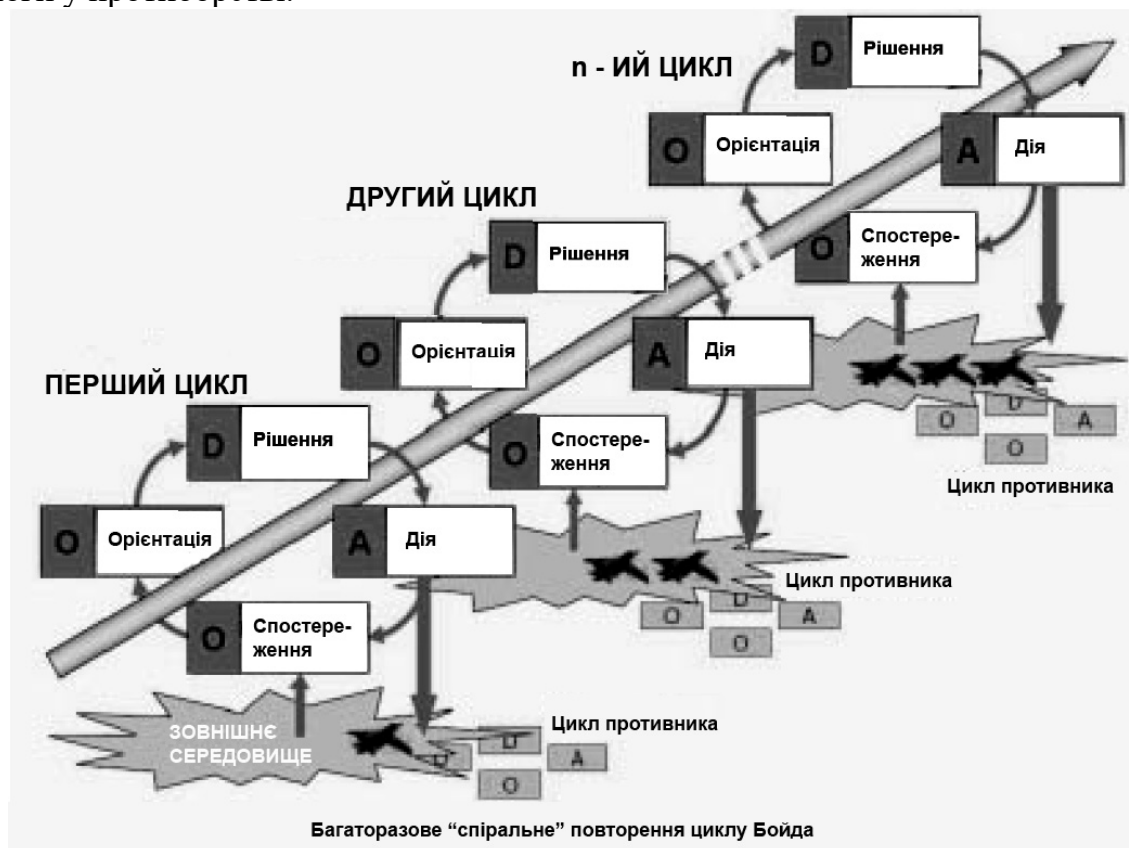 n - ИЙ ЦИКЛ
D Рішення
O Орієнтація
A Дія
O Спостере-
ження
ДРУГИЙ ЦИКЛ
D Рішення
O Орієнтація
A Дія
O Спостере-
ження
D
O A
O
Цикл противника
ПЕРШИЙ ЦИКЛ
D Рішення
O Орієнтація
A Дія
O Спостере-
ження
Цикл противника
D
O A
O
ЗОВНІШНЄ
СЕРЕДОВИЩЕ
Цикл противника
D
A
O
Багаторазове “спіральне” повторення циклу Бойда